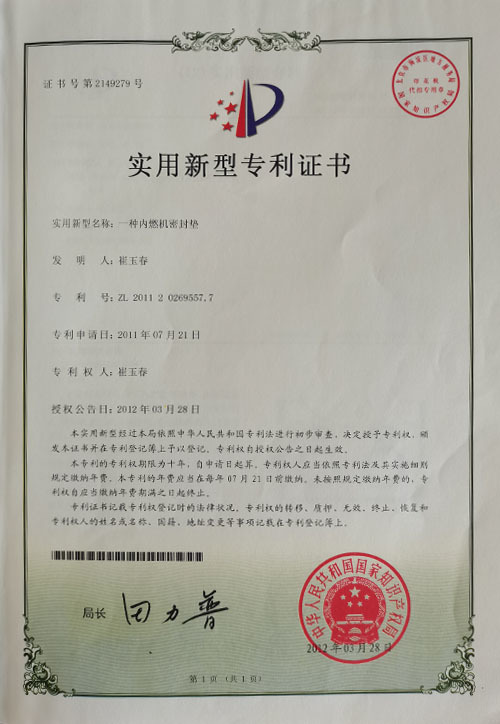 证书号第2149279号
国家知识产权局
印花税
代扣专用章
实用新型专利证书
实用新型名称：一种内燃机密封垫
发 明 人：崔玉春
专 利 号：ZL 2011 2 0269557.7
专利申请日：2011年07月21日
专 利 权 人：崔玉春
授权公告日：2012年03月28日
本实用新型经过本局依照中华人民共和国专利法进行初步审查，决定授予专利权，颁
发本证书并在专利登记簿上予以登记。专利权自授权公告之日起生效。
本专利的专利权期限为十年，自申请日起算。专利权人应当依照专利法及其实施细则
规定缴纳年费。本专利的年费应当在每年07月21日前缴纳。未按照规定缴纳年费的，专利
权自应当缴纳年费期满之日起终止。
专利证书记载专利权登记时的法律状况。专利权的转移、质押、无效、终止、恢复和
专利权人的姓名或名称、国籍、地址变更等事项记载在专利登记簿上。
局长 田力普
中华人民共和国国家知识产权局
2012年03月28日
第1页（共1页）